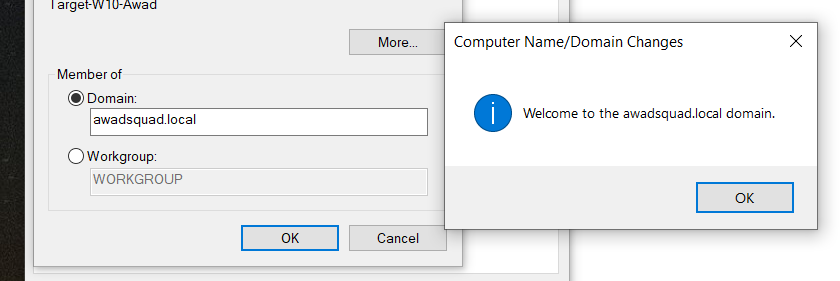 Target-W10-Awad
More...
Member of
Domain:
awadsquad.local
Workgroup:
WORKGROUP
OK
Cancel
Computer Name/Domain Changes
Welcome to the awadsquad.local domain.
OK